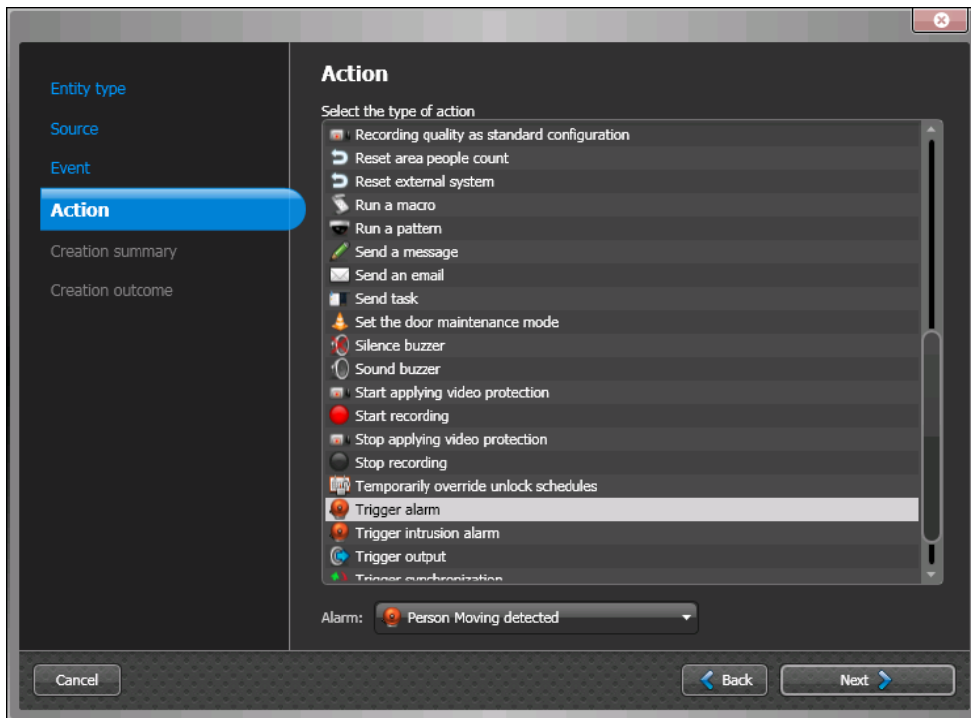 Entity type
Source
Event
Action
Creation summary
Creation outcome
Action
Select the type of action
Recording quality as standard configuration
Reset area people count
Reset external system
Run a macro
Run a pattern
Send a message
Send an email
Send task
Set the door maintenance mode
Silence buzzer
Sound buzzer
Start applying video protection
Start recording
Stop applying video protection
Stop recording
Temporarily override unlock schedules
Trigger alarm
Trigger intrusion alarm
Trigger output
Trigger synchronization
Alarm: Person Moving detected
Cancel Back Next